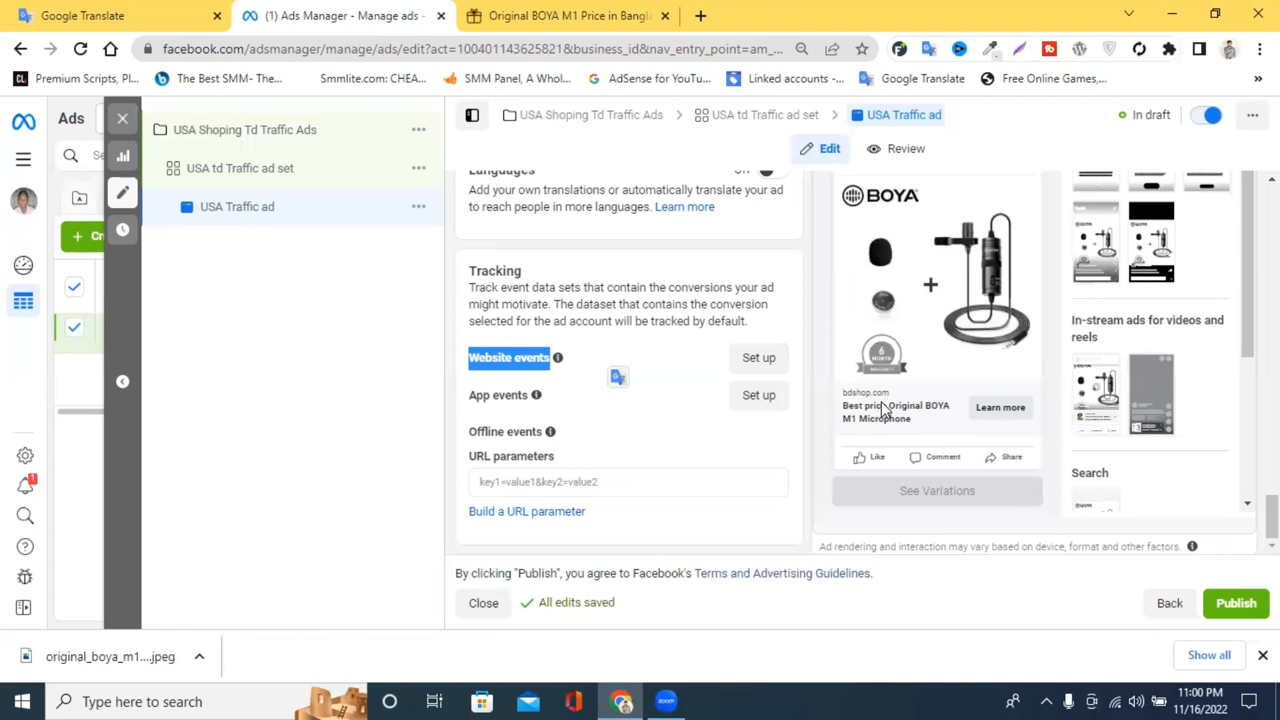 Google Translate
(1) Ads Manager - Manage ads -
Original BOYA M1 Price in Bangla
facebook.com/adsmanager/manage/ads/edit?act=100401143625821&business_id&nav_entry_point=am_...
Premium Scripts, Pl...
The Best SMM- The...
Smmlite.com: CHEA...
SMM Panel, A Whol...
AdSense for YouTu...
Linked accounts -...
Google Translate
Free Online Games,...
»
Ads
USA Shoping Td Traffic Ads
USA td Traffic ad set
USA Traffic ad
USA Shoping Td Traffic Ads
USA td Traffic ad set
USA Traffic ad
In draft
Edit
Review
Languages
Add your own translations or automatically translate your ad
to reach people in more languages. Learn more
Tracking
Track event data sets that contain the conversions your ad
might motivate. The dataset that contains the conversion
selected for the ad account will be tracked by default.
Website events
Set up
App events
Set up
Offline events
URL parameters
key1=value1&key2=value2
Build a URL parameter
BOYA
+
6
MONTH
bdshop.com
Best price Original BOYA
M1 Microphone
Learn more
Like
Comment
Share
See Variations
In-stream ads for videos and
reels
Search
Ad rendering and interaction may vary based on device, format and other factors.
By clicking "Publish", you agree to Facebook's Terms and Advertising Guidelines.
Close
All edits saved
Back
Publish
original_boya_m1....jpeg
Show all
Type here to search
zoom
11:00 PM
11/16/2022